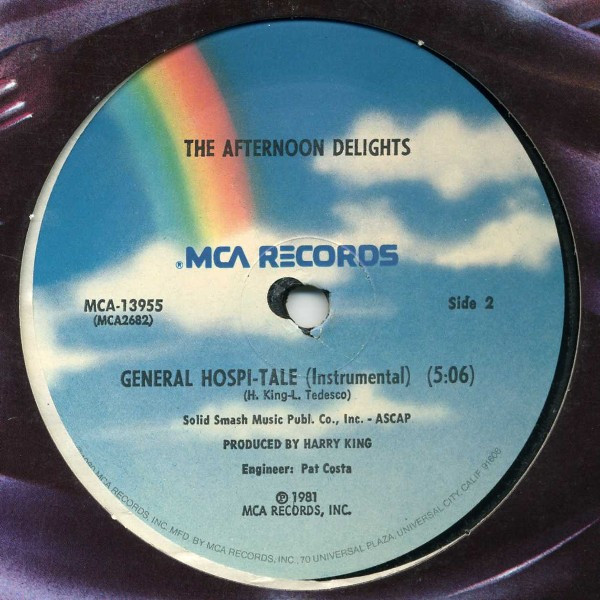 THE AFTERNOON DELIGHTS
®MCA RECORDS
MCA-13955
(MCA2682)
Side 2
GENERAL HOSPI-TALE (Instrumental) (5:06)
(H. King-L. Tedesco)
Solid Smash Music Publ. Co., Inc. - ASCAP
PRODUCED BY HARRY KING
Engineer: Pat Costa
℗ 1981
MCA RECORDS, INC.
MCA RECORDS, INC. MFD. BY MCA RECORDS, INC., 70 UNIVERSAL PLAZA, UNIVERSAL CITY, CALIF. 91608